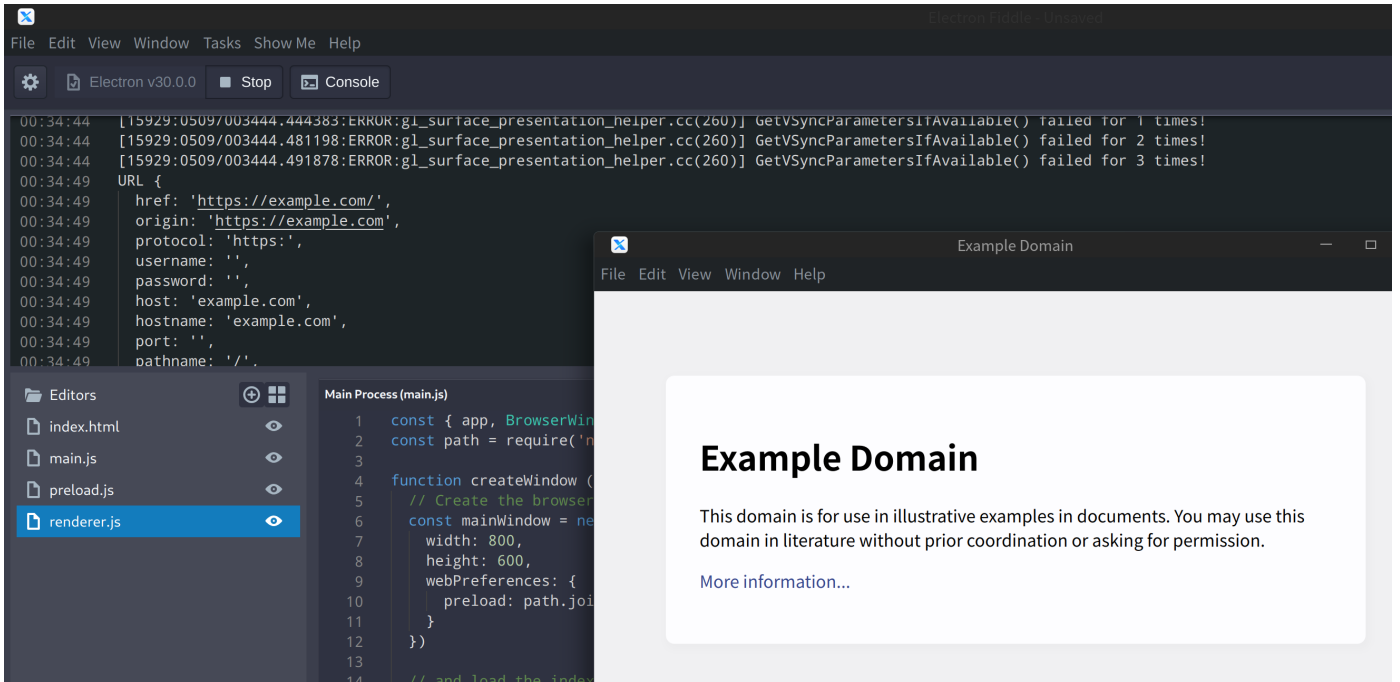 Electron Fiddle - Unsaved
File Edit View Window Tasks Show Me Help
Electron v30.0.0 Stop Console
00:34:44 [15929:0509/003444.444383:ERROR:gl_surface_presentation_helper.cc(260)] GetVSyncParametersIfAvailable() failed for 1 times!
00:34:44 [15929:0509/003444.481198:ERROR:gl_surface_presentation_helper.cc(260)] GetVSyncParametersIfAvailable() failed for 2 times!
00:34:44 [15929:0509/003444.491878:ERROR:gl_surface_presentation_helper.cc(260)] GetVSyncParametersIfAvailable() failed for 3 times!
00:34:49 URL {
00:34:49 href: 'https://example.com/',
00:34:49 origin: 'https://example.com',
00:34:49 protocol: 'https:',
00:34:49 username: '',
00:34:49 password: '',
00:34:49 host: 'example.com',
00:34:49 hostname: 'example.com',
00:34:49 port: '',
00:34:49 pathname: '/',
Editors
index.html
main.js
preload.js
renderer.js
Main Process (main.js)
1 const { app, BrowserWin
2 const path = require('n
3
4 function createWindow (
5 // Create the browser
6 const mainWindow = ne
7 width: 800,
8 height: 600,
9 webPreferences: {
10 preload: path.joi
11 }
12 })
13
14 // and load the index
Example Domain
File Edit View Window Help
Example Domain
This domain is for use in illustrative examples in documents. You may use this
domain in literature without prior coordination or asking for permission.
More information...